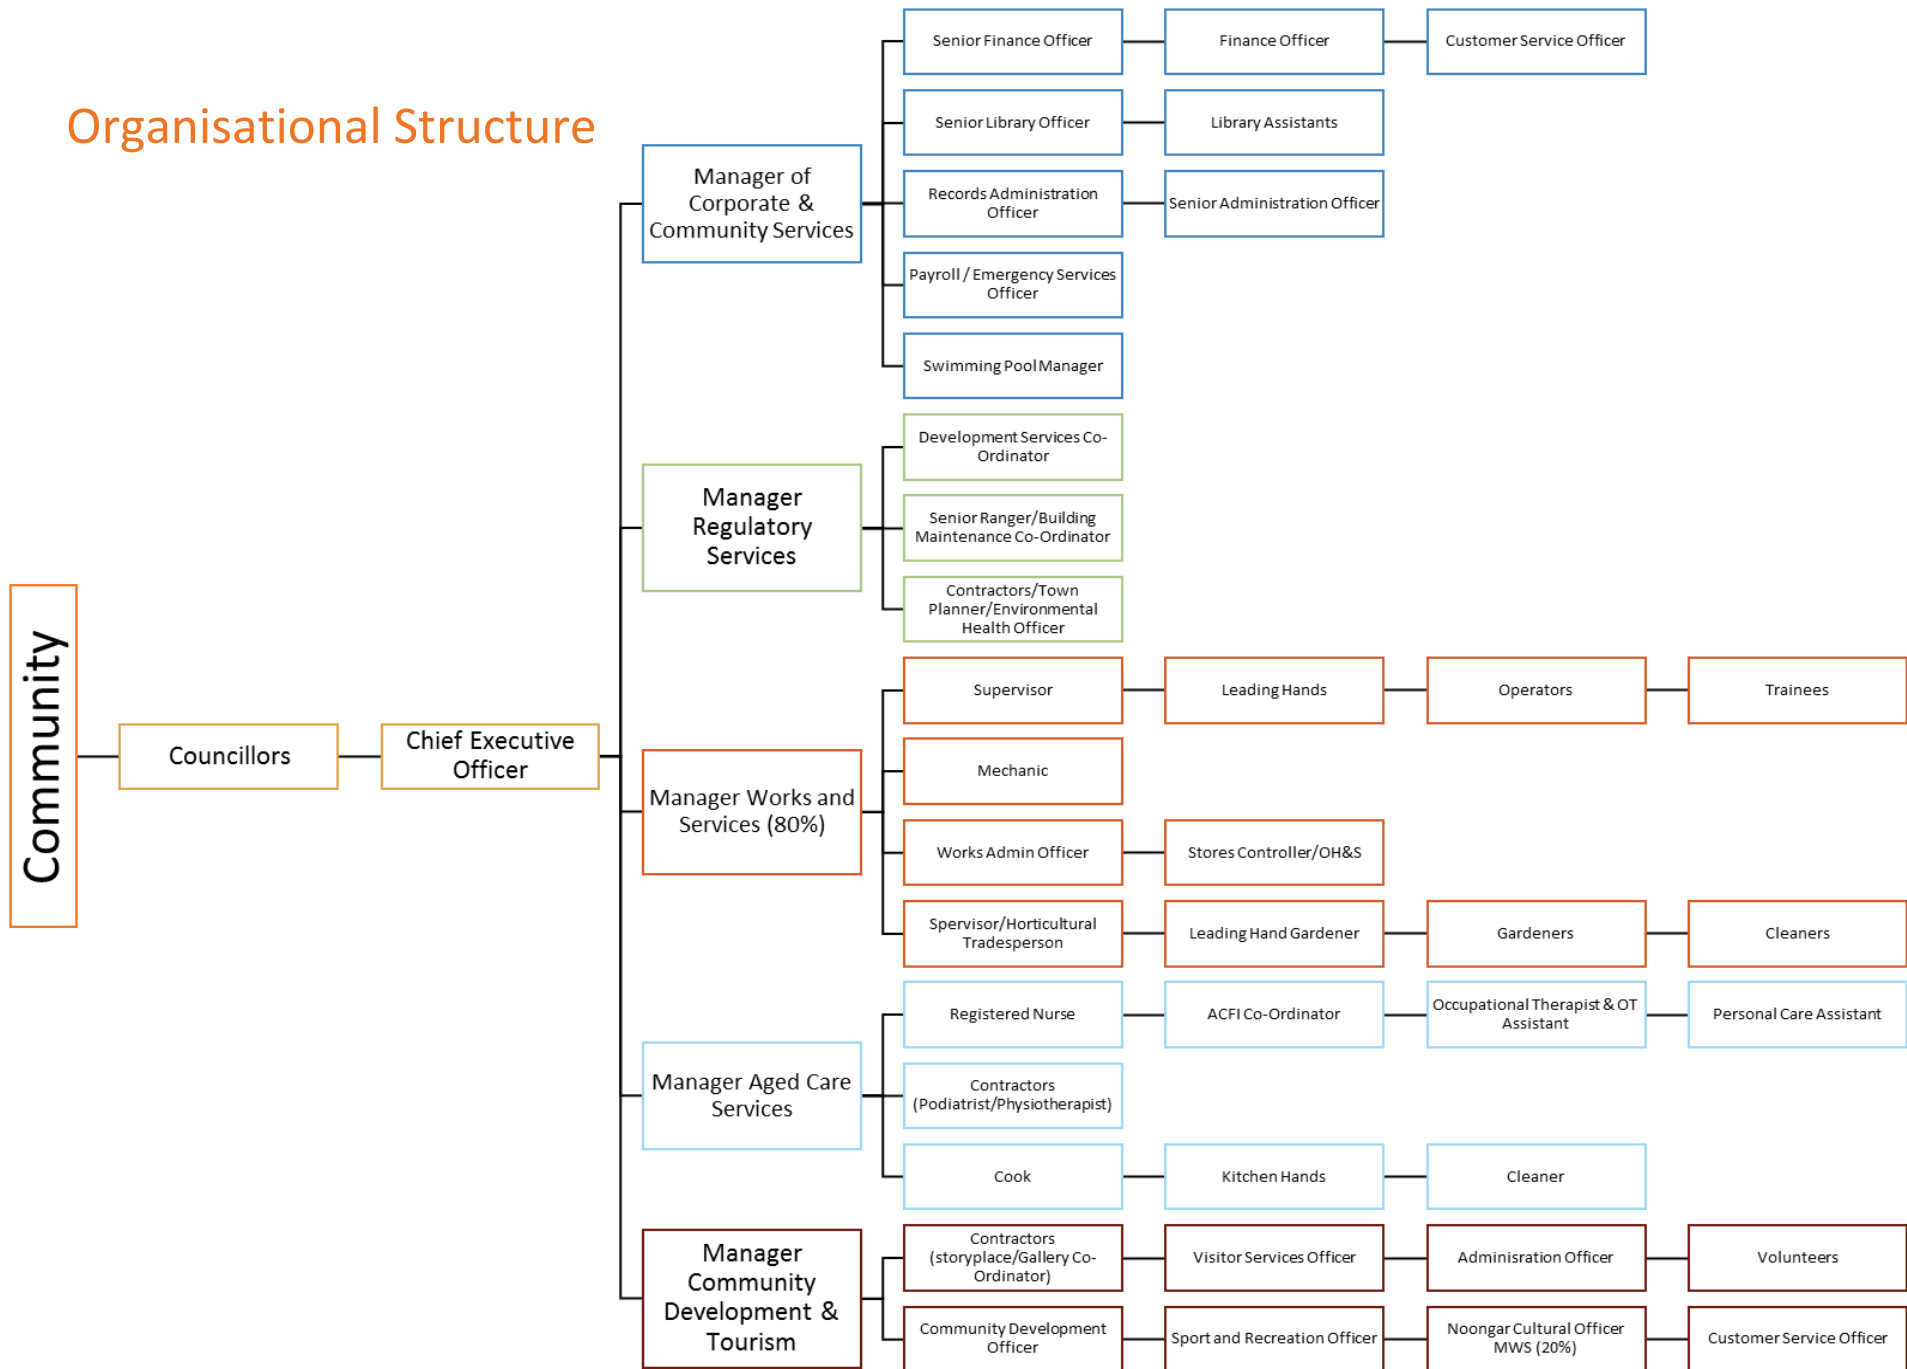 Organisational Structure
Community
Councillors
Chief Executive
Officer
Manager of
Corporate &
Community Services
Senior Finance Officer
Finance Officer
Customer Service Officer
Senior Library Officer
Library Assistants
Records Administration
Officer
Senior Administration Officer
Payroll / Emergency Services
Officer
Swimming Pool Manager
Manager
Regulatory
Services
Development Services Co-
Ordinator
Senior Ranger/Building
Maintenance Co-Ordinator
Contractors/Town
Planner/Environmental
Health Officer
Manager Works and
Services (80%)
Supervisor
Leading Hands
Operators
Trainees
Mechanic
Works Admin Officer
Stores Controller/OH&S
Spervisor/Horticultural
Tradesperson
Leading Hand Gardener
Gardeners
Cleaners
Manager Aged Care
Services
Registered Nurse
ACFI Co-Ordinator
Occupational Therapist & OT
Assistant
Personal Care Assistant
Contractors
(Podiatrist/Physiotherapist)
Cook
Kitchen Hands
Cleaner
Manager
Community
Development &
Tourism
Contractors
(storyplace/Gallery Co-
Ordinator)
Visitor Services Officer
Adminisration Officer
Volunteers
Community Development
Officer
Sport and Recreation Officer
Noongar Cultural Officer
MWS (20%)
Customer Service Officer